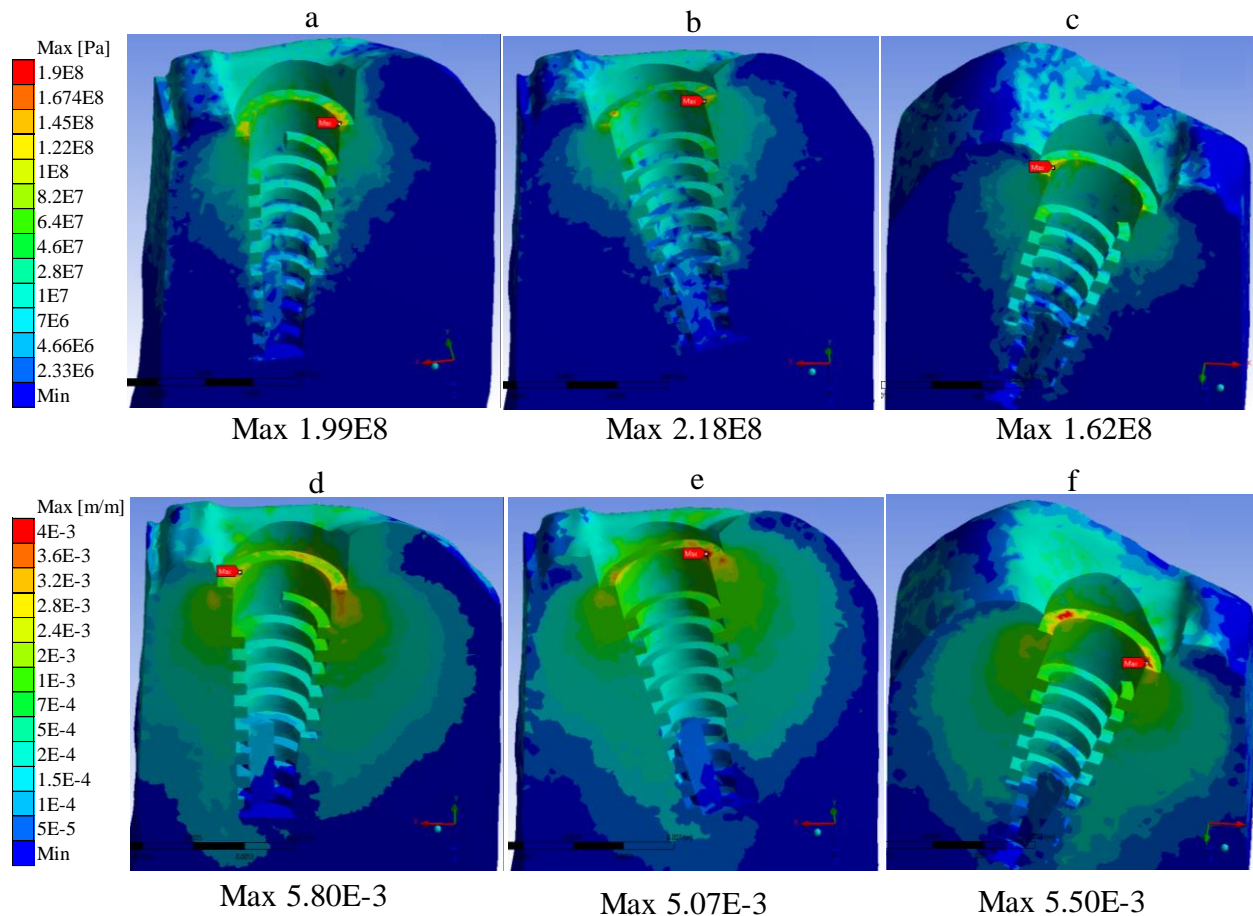 a b c
Max [Pa]
1.9E8
1.674E8
1.45E8
1.22E8
1E8
8.2E7
6.4E7
4.6E7
2.8E7
1E7
7E6
4.66E6
2.33E6
Min
Max
Max
Max
Max 1.99E8 Max 2.18E8 Max 1.62E8
d e f
Max [m/m]
4E-3
3.6E-3
3.2E-3
2.8E-3
2.4E-3
2E-3
1E-3
7E-4
5E-4
2E-4
1.5E-4
1E-4
5E-5
Min
Max
Max
Max
Max 5.80E-3 Max 5.07E-3 Max 5.50E-3